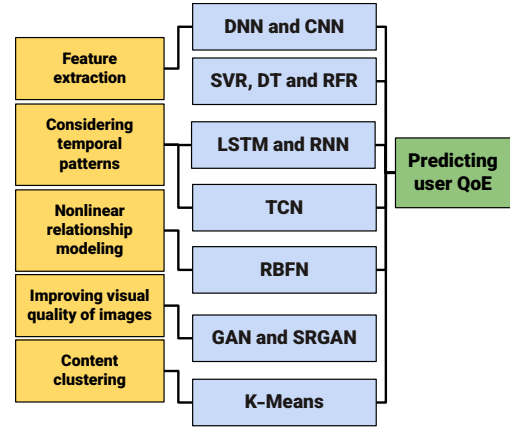 Feature
extraction
Considering
temporal
patterns
Nonlinear
relationship
modeling
Improving visual
quality of images
Content
clustering
DNN and CNN
SVR, DT and RFR
LSTM and RNN
TCN
RBFN
GAN and SRGAN
K-Means
Predicting
user QoE